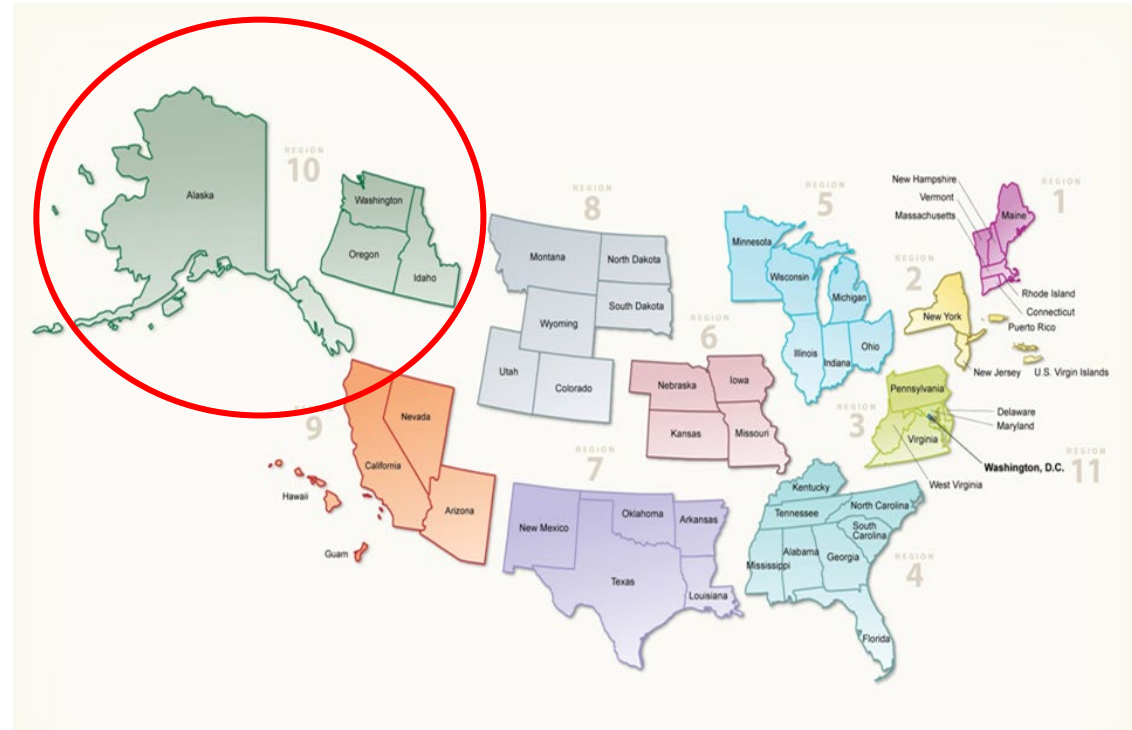 REGION
10
Alaska
Washington
Oregon
Idaho
REGION
8
Montana
North Dakota
South Dakota
Wyoming
Utah
Colorado
REGION
5
Minnesota
Wisconsin
Michigan
Illinois
Indiana
Ohio
REGION
1
New Hampshire
Vermont
Massachusetts
Maine
Rhode Island
Connecticut
REGION
2
New York
Puerto Rico
New Jersey
U.S. Virgin Islands
REGION
6
Nebraska
Iowa
Kansas
Missouri
REGION
3
Pennsylvania
Delaware
Maryland
Virginia
West Virginia
Washington, D.C.
REGION
11
9
Nevada
California
Arizona
Hawaii
Guam
REGION
7
New Mexico
Oklahoma
Arkansas
Texas
Louisiana
Kentucky
Tennessee
North Carolina
South
Carolina
Mississippi
Alabama
Georgia
Florida
REGION
4